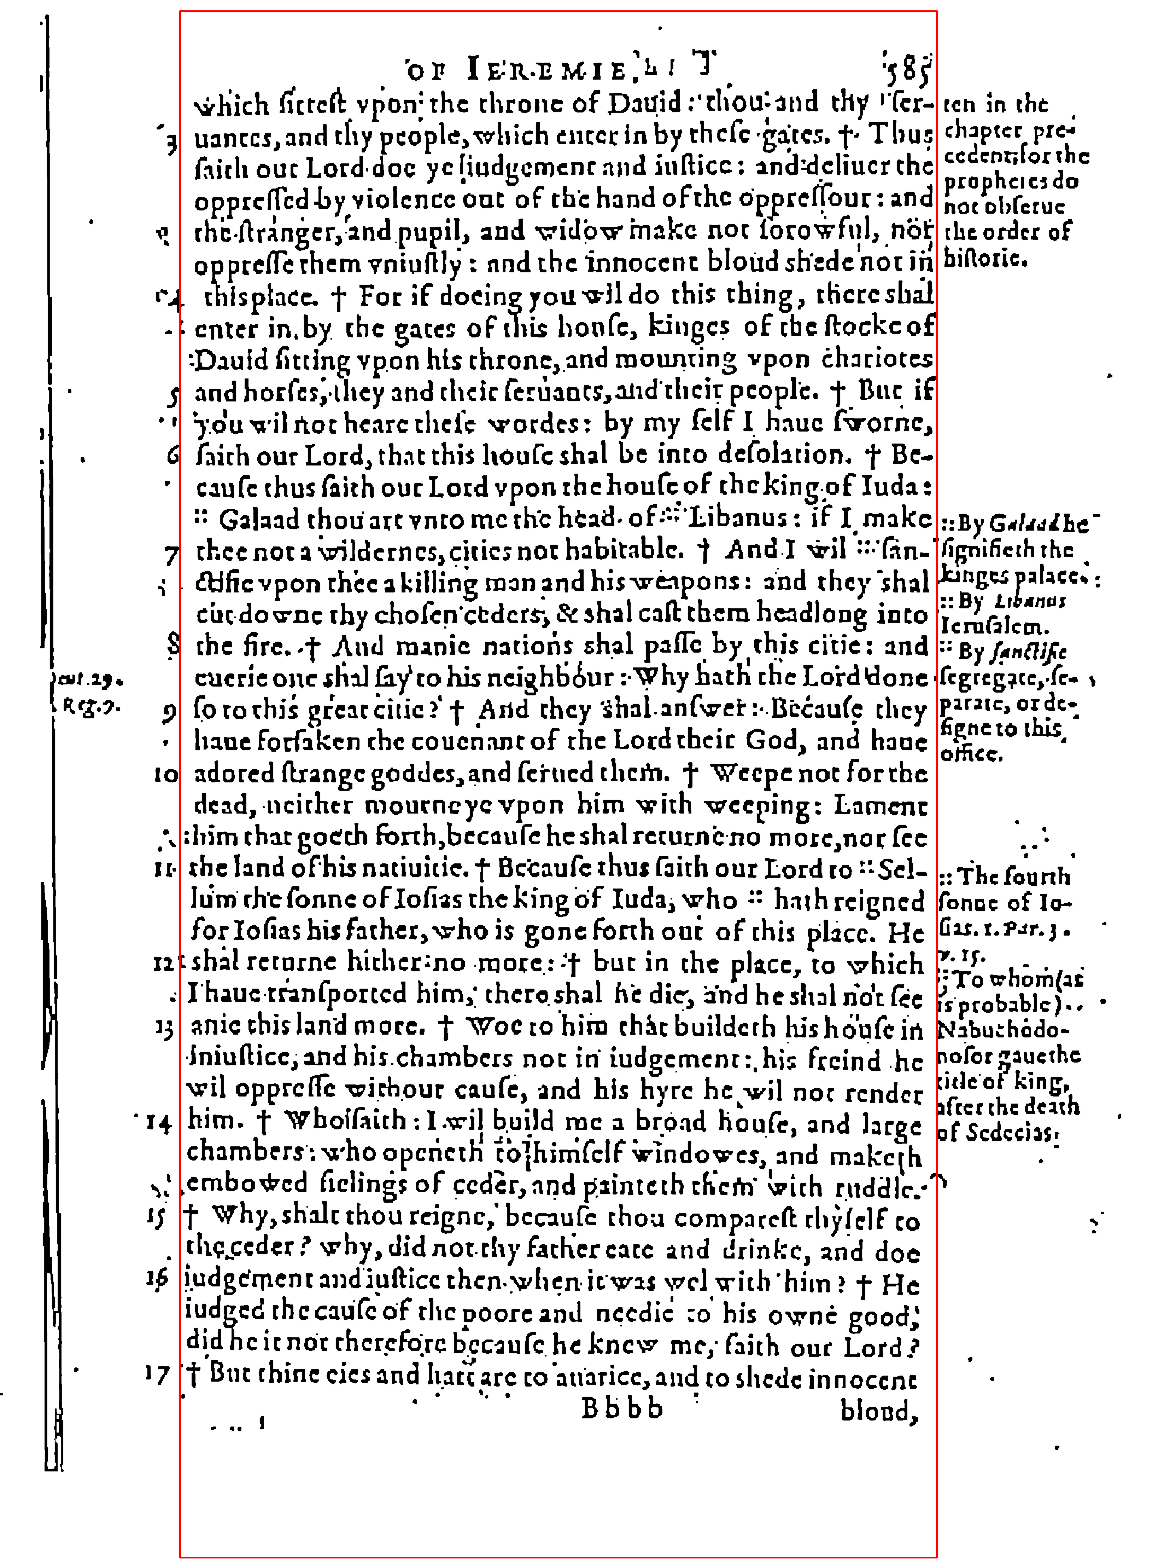 OF IEREMIE. 585
which sittest vpon the throne of Dauid: thou and thy ser-
3 uantes, and thy people, which enter in by these gates. † Thus
saith our Lord doe ye iudgement and iustice: and deliuer the
oppressed by violence out of the hand of the oppressour: and
the stranger, and pupil, and widow make not sorowful, nor
oppresse them vniustly: and the innocent bloud shede not in
4 this place. † For if doeing you wil do this thing, there shal
enter in by the gates of this house, kinges of the stocke of
Dauid sitting vpon his throne, and mounting vpon chariotes
5 and horses, they and their seruantes, and their people. † But if
you wil not heare these wordes: by my self I haue sworne,
6 saith our Lord, that this house shal be into desolation. † Be-
cause thus saith our Lord vpon the house of the king of Iuda:
:: Galaad thou art vnto me the head of :: Libanus: if I make
7 thee not a wildernes, cities not habitable. † And I wil :: san-
ctifie vpon thee a killing man and his weapons: and they shal
cut downe thy chosen ceders, & shal cast them headlong into
8 the fire. † And manie nations shal passe by this citie: and
euerie one shal say to his neighbour: Why hath the Lord done
9 so to this great citie? † And they shal answer: Because they
haue forsaken the couenant of the Lord their God, and haue
10 adored strange goddes, and serued them. † Weepe not for the
dead, neither mourne ye vpon him with weeping: Lament
him that goeth forth, because he shal returne no more, nor see
11 the land of his natiuitie. † Because thus saith our Lord to :: Sel-
lum the sonne of Iosias the king of Iuda, who :: hath reigned
for Iosias his father, who is gone forth out of this place. He
12 shal returne hither no more: † but in the place, to which
I haue transported him, there shal he die, and he shal not see
13 anie this land more. † Woe to him that buildeth his house in
iniustice, and his chambers not in iudgement: his freind he
wil oppresse without cause, and his hyre he wil not render
14 him. † Who saith: I wil build me a broad house, and large
chambers: who openeth to himself windowes, and maketh
embowed sielings of ceder, and painteth them with ruddle.
15 † Why, shalt thou reigne, because thou comparest thyself to
the ceder? why, did not thy father eate and drinke, and doe
16 iudgement and iustice then when it was wel with him? † He
iudged the cause of the poore and needie to his owne good,
did he it not therefore because he knew me, saith our Lord?
17 † But thine eies and hart are to auarice, and to shede innocent
Bbbb bloud,
ten in the
chapter pre-
cedent: for the
prophetes do
not obserue
the order of
historie.
:: By Galaad he
signifieth the
kinges palace.
:: By Libanus
Ierusalem.
:: By sanctifie
segregate, se-
parate, or de-
signe to this
office.
:: The fourth
sonne of Io-
sias. 1. Par. 3.
v. 15.
:: To whom (as
is probable)
Nabuchodo-
nosor gaue the
title of king,
after the death
of Sedecias.
eut. 29.
Reg. 9.